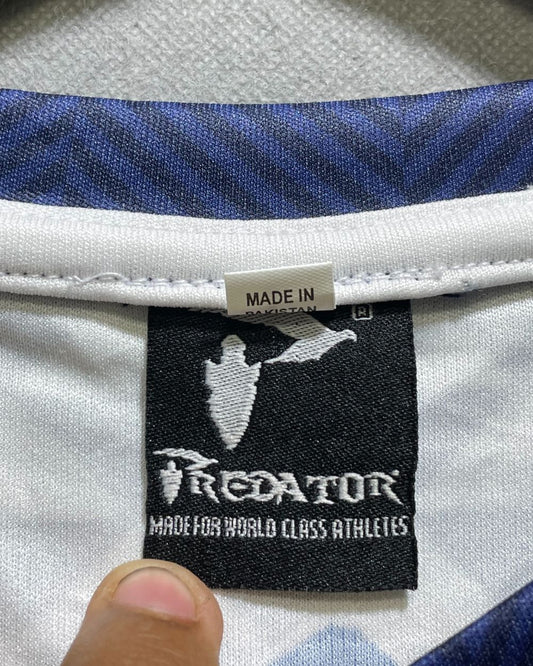 MADE IN
PAKISTAN
®
PREDATOR
MADE FOR WORLD CLASS ATHLETES